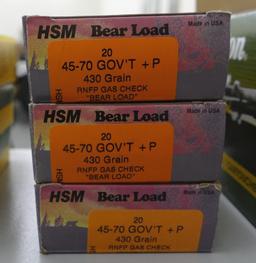 HSM Bear Load
Made in USA
20
45-70 GOV'T +P
430 Grain
RNFP GAS CHECK
"BEAR LOAD"
HSM Bear Load
Made in USA
20
45-70 GOV'T +P
430 Grain
RNFP GAS CHECK
"BEAR LOAD"
HSM Bear Load
Made in USA
20
45-70 GOV'T +P
430 Grain
RNFP GAS CHECK